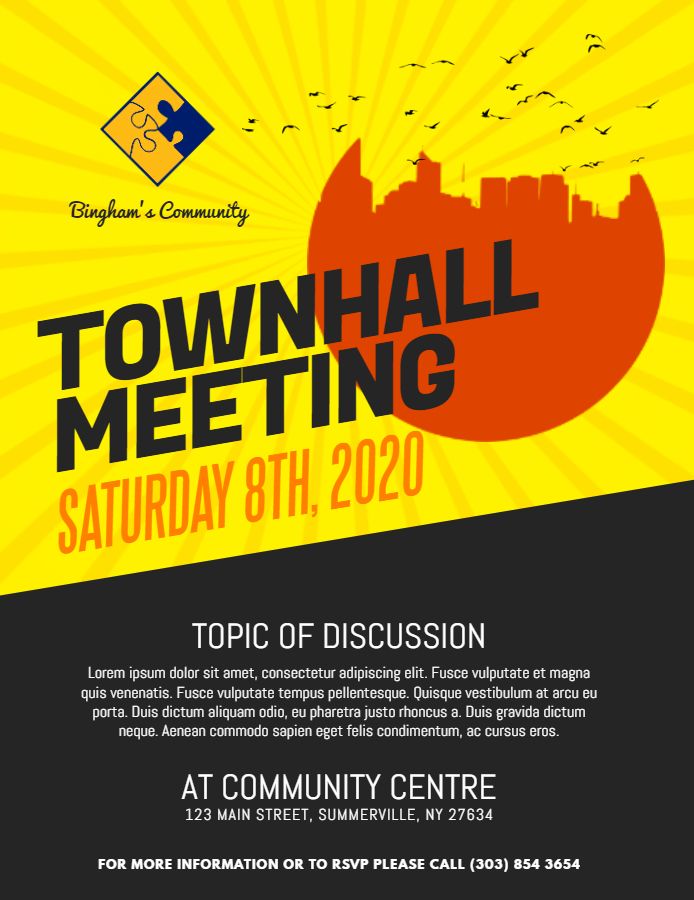 Bingham's Community
TOWNHALL
MEETING
SATURDAY 8TH, 2020
TOPIC OF DISCUSSION
Lorem ipsum dolor sit amet, consectetur adipiscing elit. Fusce vulputate et magna
quis venenatis. Fusce vulputate tempus pellentesque. Quisque vestibulum at arcu eu
porta. Duis dictum aliquam odio, eu pharetra justo rhoncus a. Duis gravida dictum
neque. Aenean commodo sapien eget felis condimentum, ac cursus eros.
AT COMMUNITY CENTRE
123 MAIN STREET, SUMMERVILLE, NY 27634
FOR MORE INFORMATION OR TO RSVP PLEASE CALL (303) 854 3654